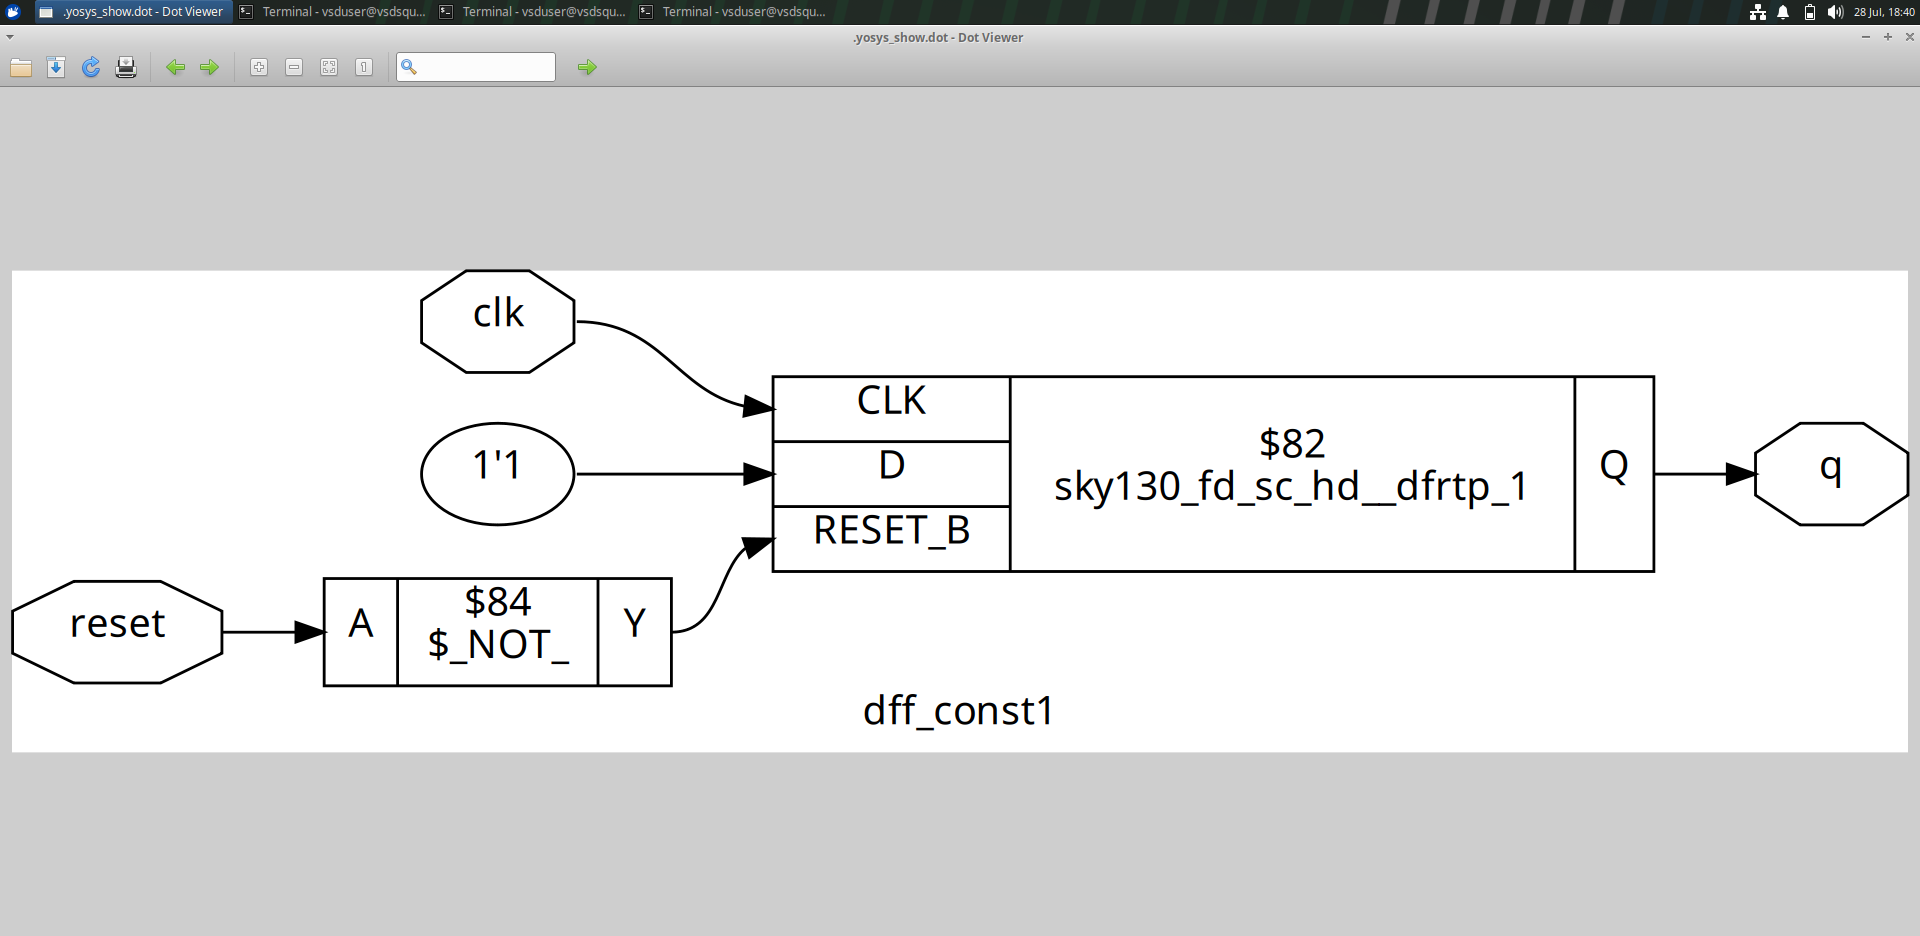 .yosys_show.dot - Dot Viewer
Terminal - vsduser@vsdsqu...
Terminal - vsduser@vsdsqu...
Terminal - vsduser@vsdsqu...
28 Jul, 18:40
.yosys_show.dot - Dot Viewer
clk
CLK
1'1
D
$82
sky130_fd_sc_hd__dfrtp_1
Q
q
RESET_B
reset
A
$84
$_NOT_
Y
dff_const1